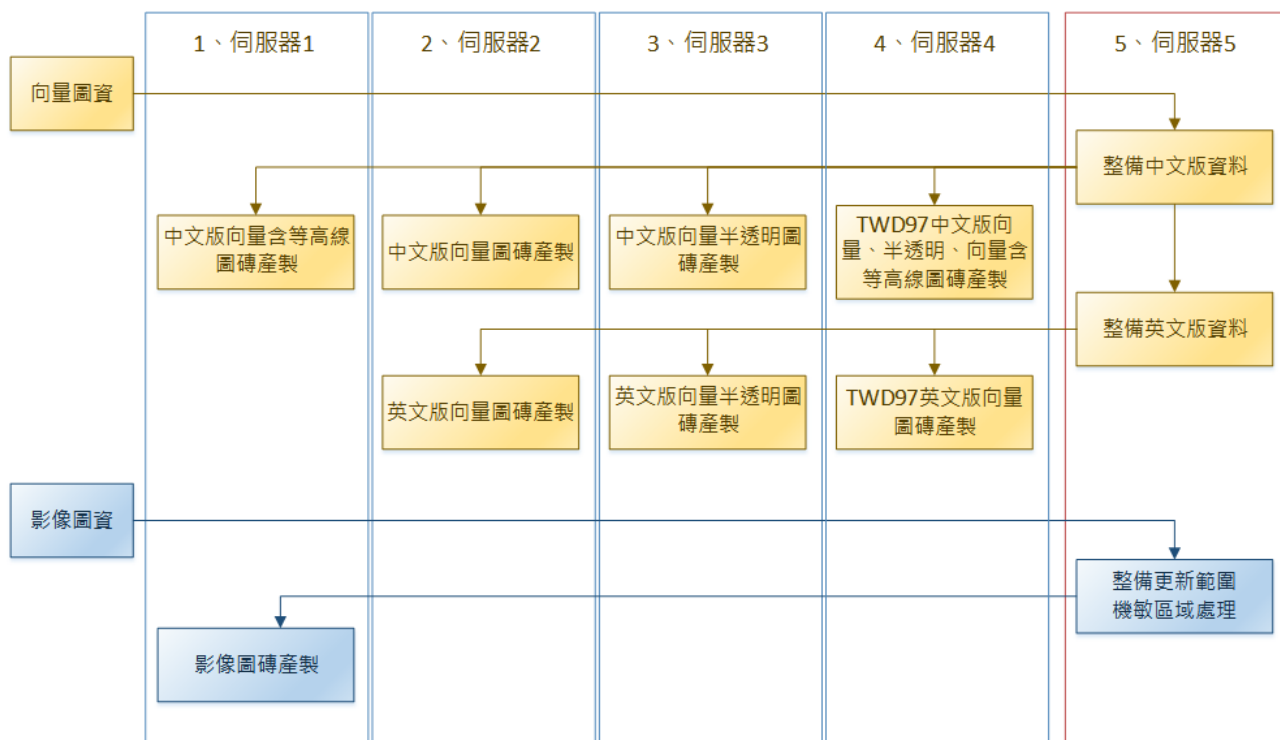 1、伺服器1
2、伺服器2
3、伺服器3
4、伺服器4
5、伺服器5
向量圖資
整備中文版資料
中文版向量含等高線
圖磚產製
中文版向量圖磚產製
中文版向量半透明圖
磚產製
TWD97中文版向
量、半透明、向量含
等高線圖磚產製
整備英文版資料
英文版向量圖磚產製
英文版向量半透明圖
磚產製
TWD97英文版向量
圖磚產製
影像圖資
整備更新範圍
機敏區域處理
影像圖磚產製